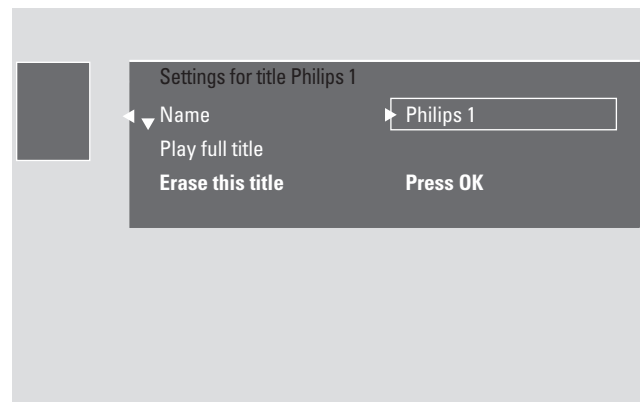 Settings for title Philips 1
Name Philips 1
Play full title
Erase this title Press OK